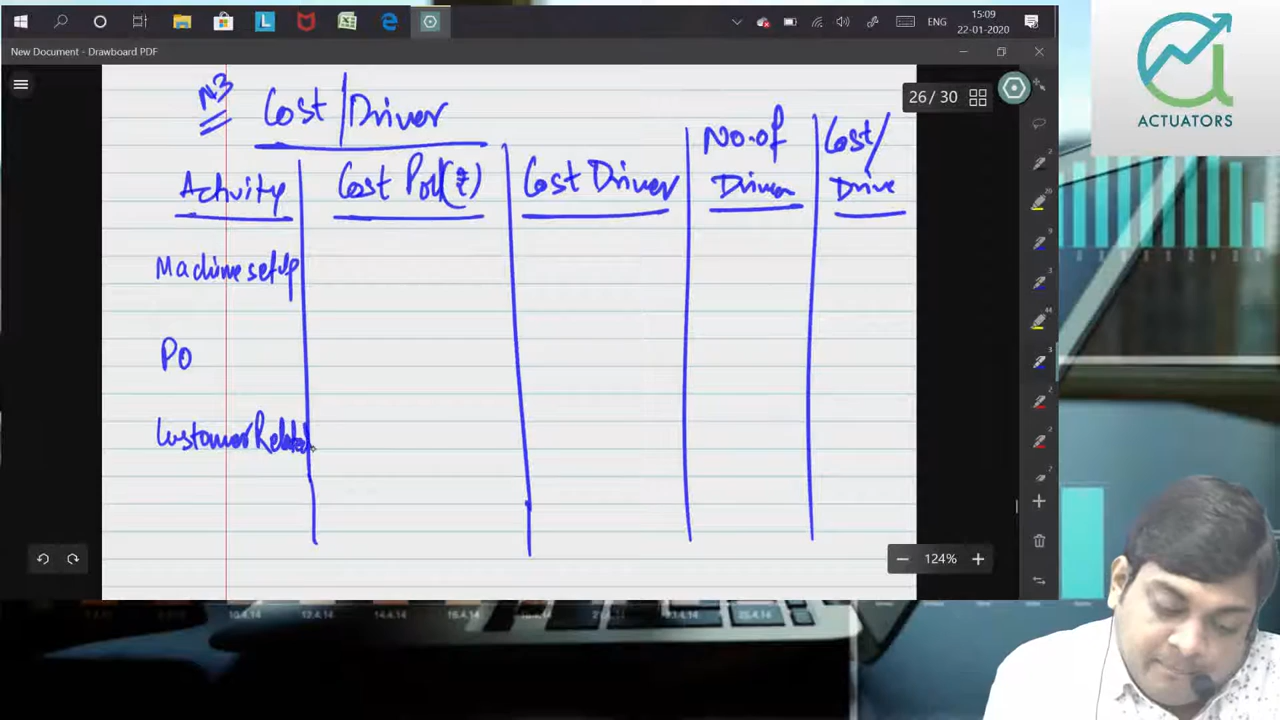 15:09
ENG
22-01-2020
New Document - Drawboard PDF
26 / 30
ACTUATORS
N3
Cost/Driver
Activity
Cost Pool(₹)
Cost Driver
No. of
Driver
Cost/
Drive
Machine setup
PO
Customer Related
124%